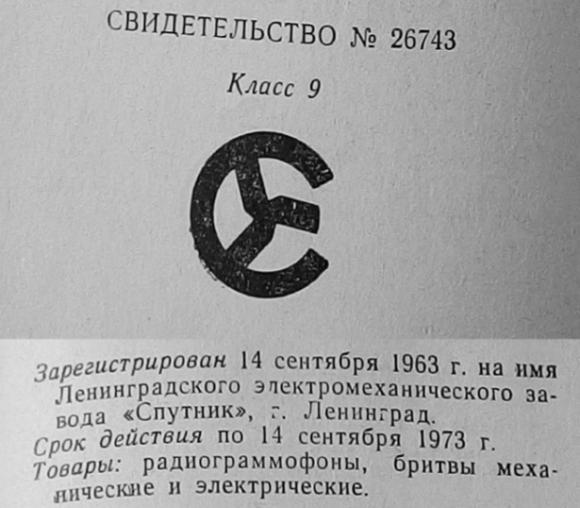 СВИДЕТЕЛЬСТВО № 26743
Класс 9
Зарегистрирован 14 сентября 1963 г. на имя
Ленинградского электромеханического за-
вода «Спутник», г. Ленинград.
Срок действия по 14 сентября 1973 г.
Товары: радиограммофоны, бритвы меха-
нические и электрические.